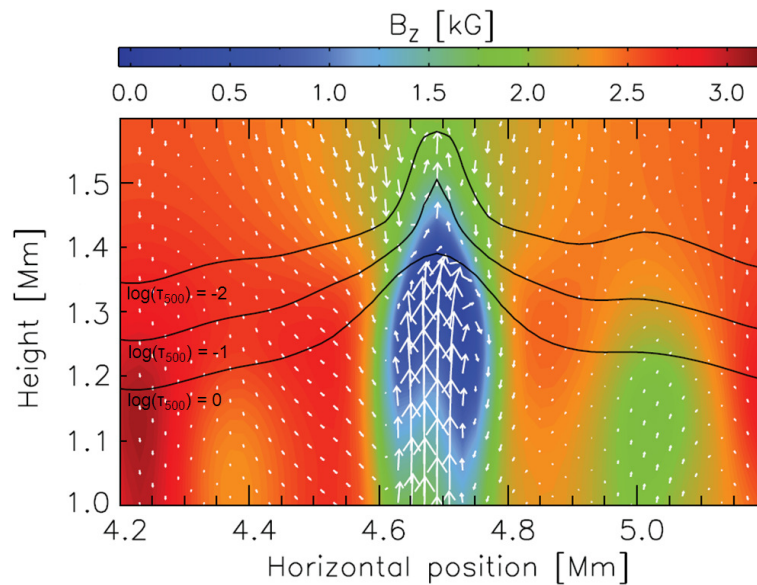 B_z [kG]
0.0 0.5 1.0 1.5 2.0 2.5 3.0
1.5
1.4
1.3
1.2
1.1
1.0
Height [Mm]
log(τ500) = -2
log(τ500) = -1
log(τ500) = 0
4.2 4.4 4.6 4.8 5.0
Horizontal position [Mm]